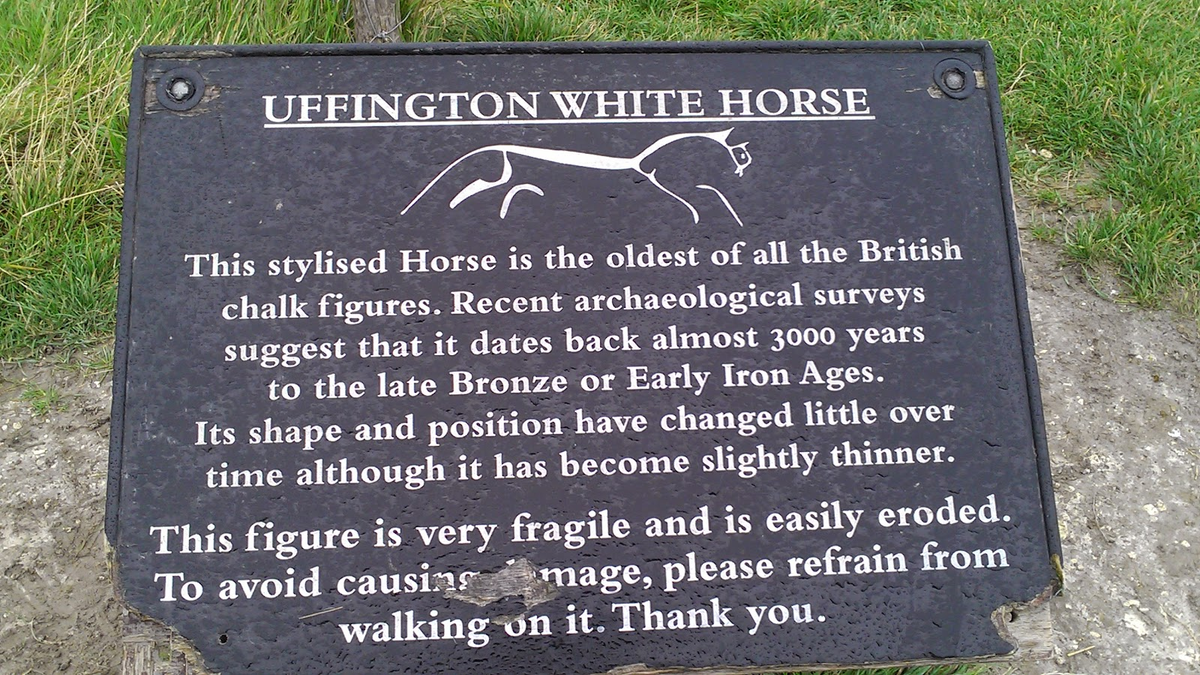 UFFINGTON WHITE HORSE
This stylised Horse is the oldest of all the British
chalk figures. Recent archaeological surveys
suggest that it dates back almost 3000 years
to the late Bronze or Early Iron Ages.
Its shape and position have changed little over
time although it has become slightly thinner.
This figure is very fragile and is easily eroded.
To avoid causing damage, please refrain from
walking on it. Thank you.